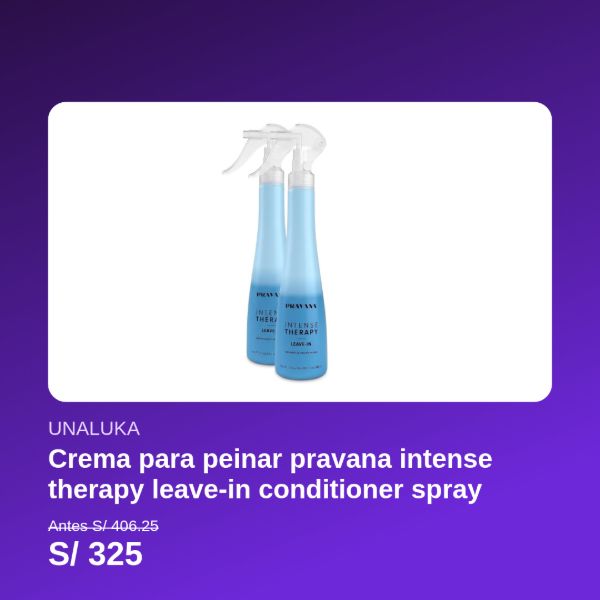 PRAVANA
INTENSE
THERAPY
LEAVE-IN
UNALUKA
Crema para peinar pravana intense
therapy leave-in conditioner spray
Antes S/ 406.25
S/ 325